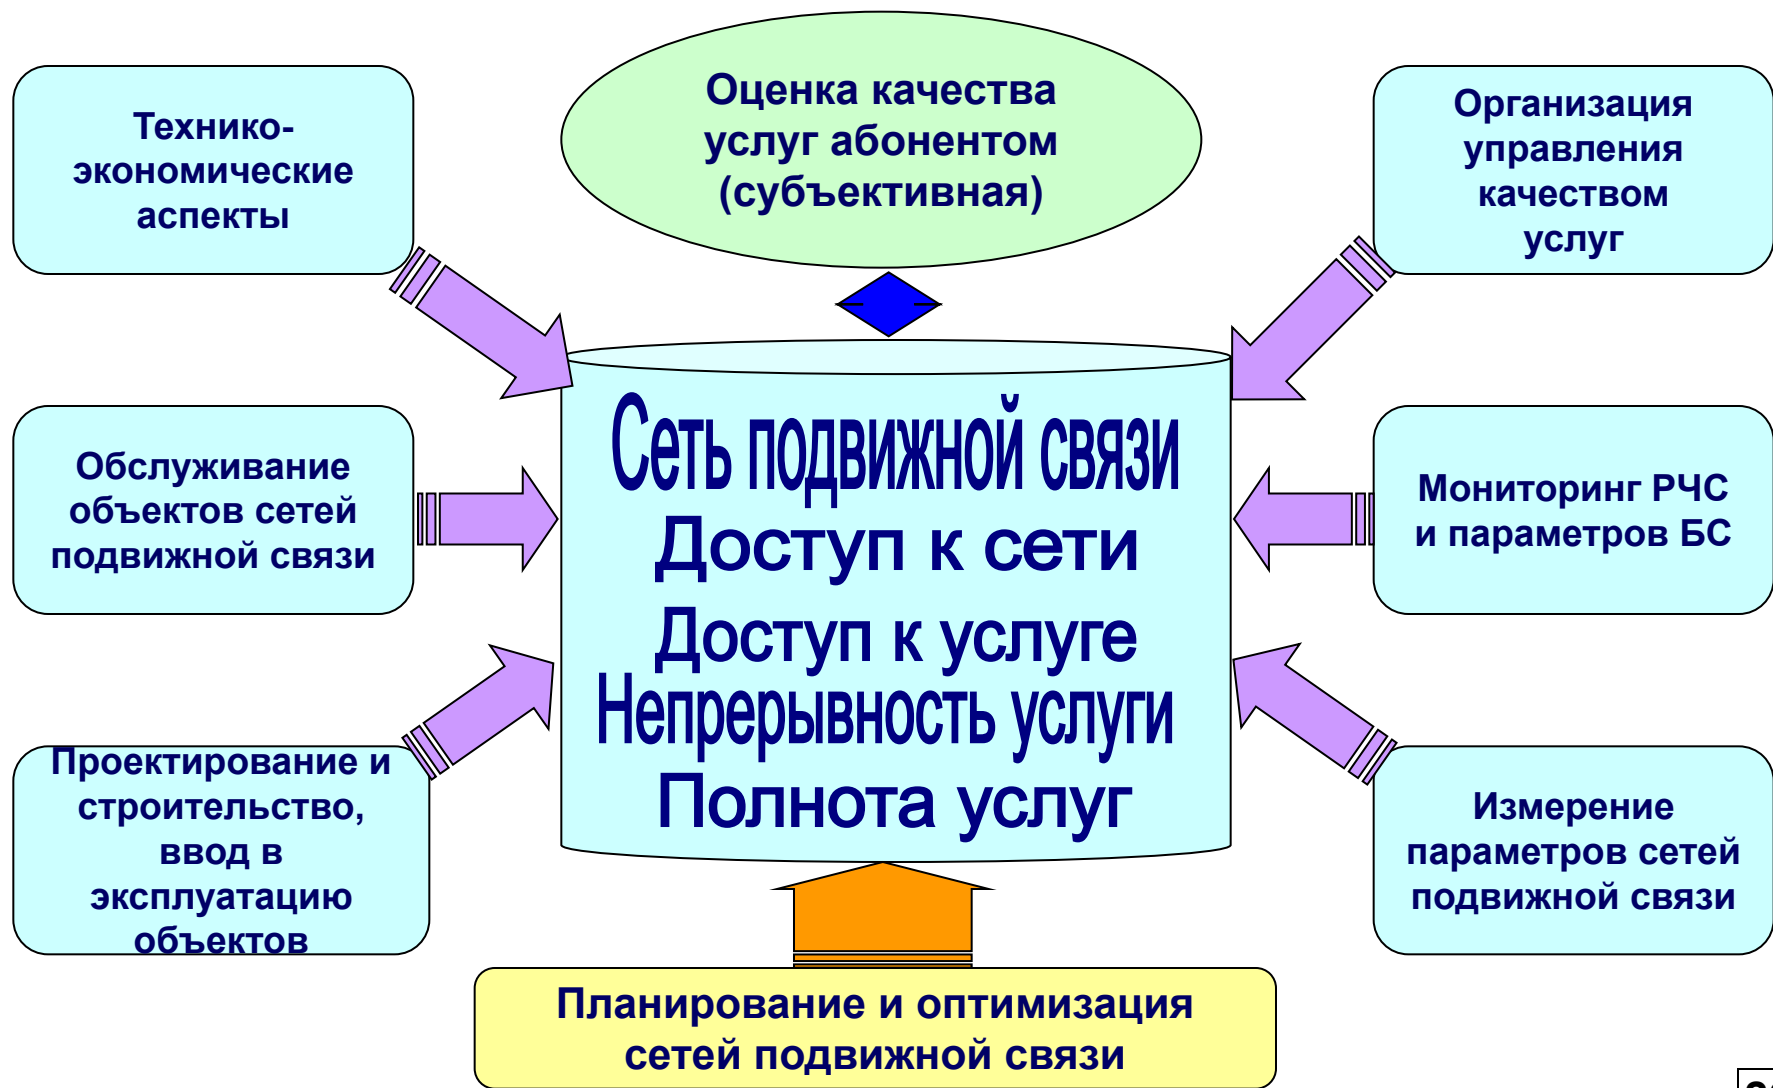 Технико-
экономические
аспекты
Оценка качества
услуг абонентом
(субъективная)
Организация
управления
качеством
услуг
Обслуживание
объектов сетей
подвижной связи
Сеть подвижной связи
Доступ к сети
Доступ к услуге
Непрерывность услуги
Полнота услуг
Мониторинг РЧС
и параметров БС
Проектирование и
строительство,
ввод в
эксплуатацию
объектов
Измерение
параметров сетей
подвижной связи
Планирование и оптимизация
сетей подвижной связи